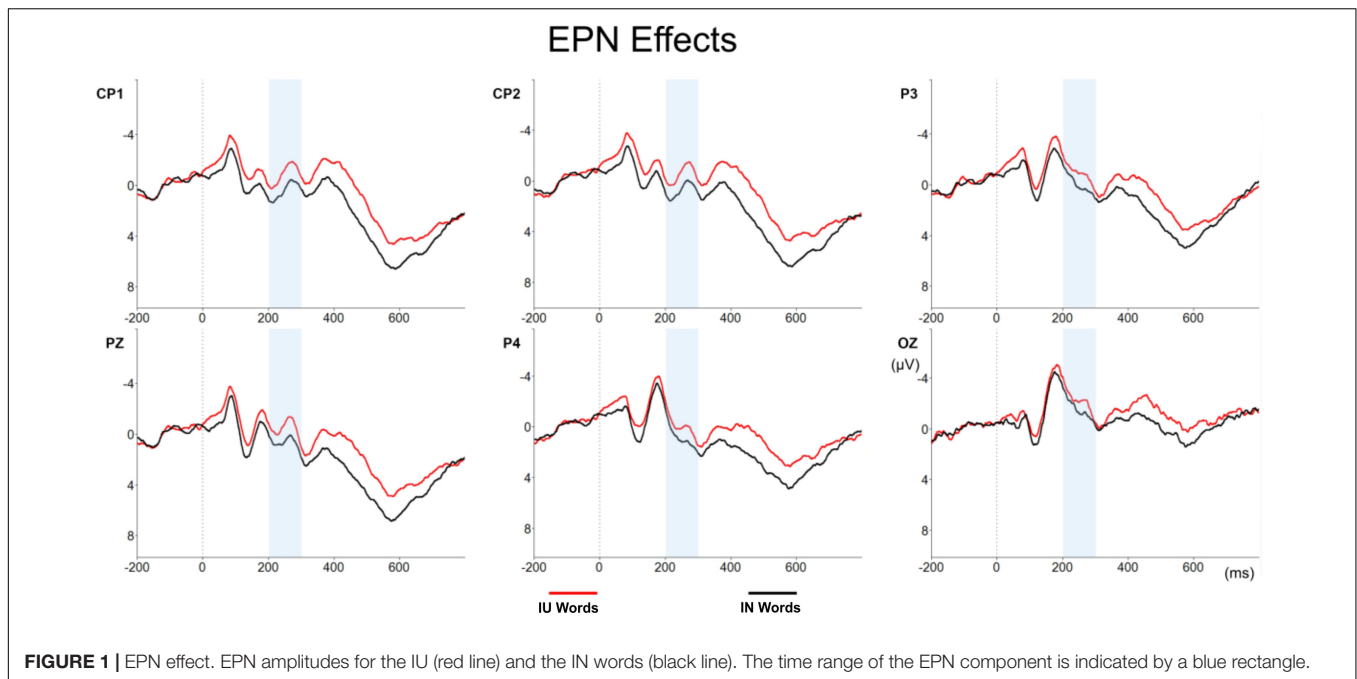 EPN Effects
CP1
-4
0
4
8
-200 0 200 400 600
CP2
-4
0
4
8
-200 0 200 400 600
P3
-4
0
4
8
-200 0 200 400 600
PZ
-4
0
4
8
-200 0 200 400 600
P4
-4
0
4
8
-200 0 200 400 600
OZ
(µV)
-4
0
4
8
-200 0 200 400 600
(ms)
IU Words IN Words
FIGURE 1 | EPN effect. EPN amplitudes for the IU (red line) and the IN words (black line). The time range of the EPN component is indicated by a blue rectangle.